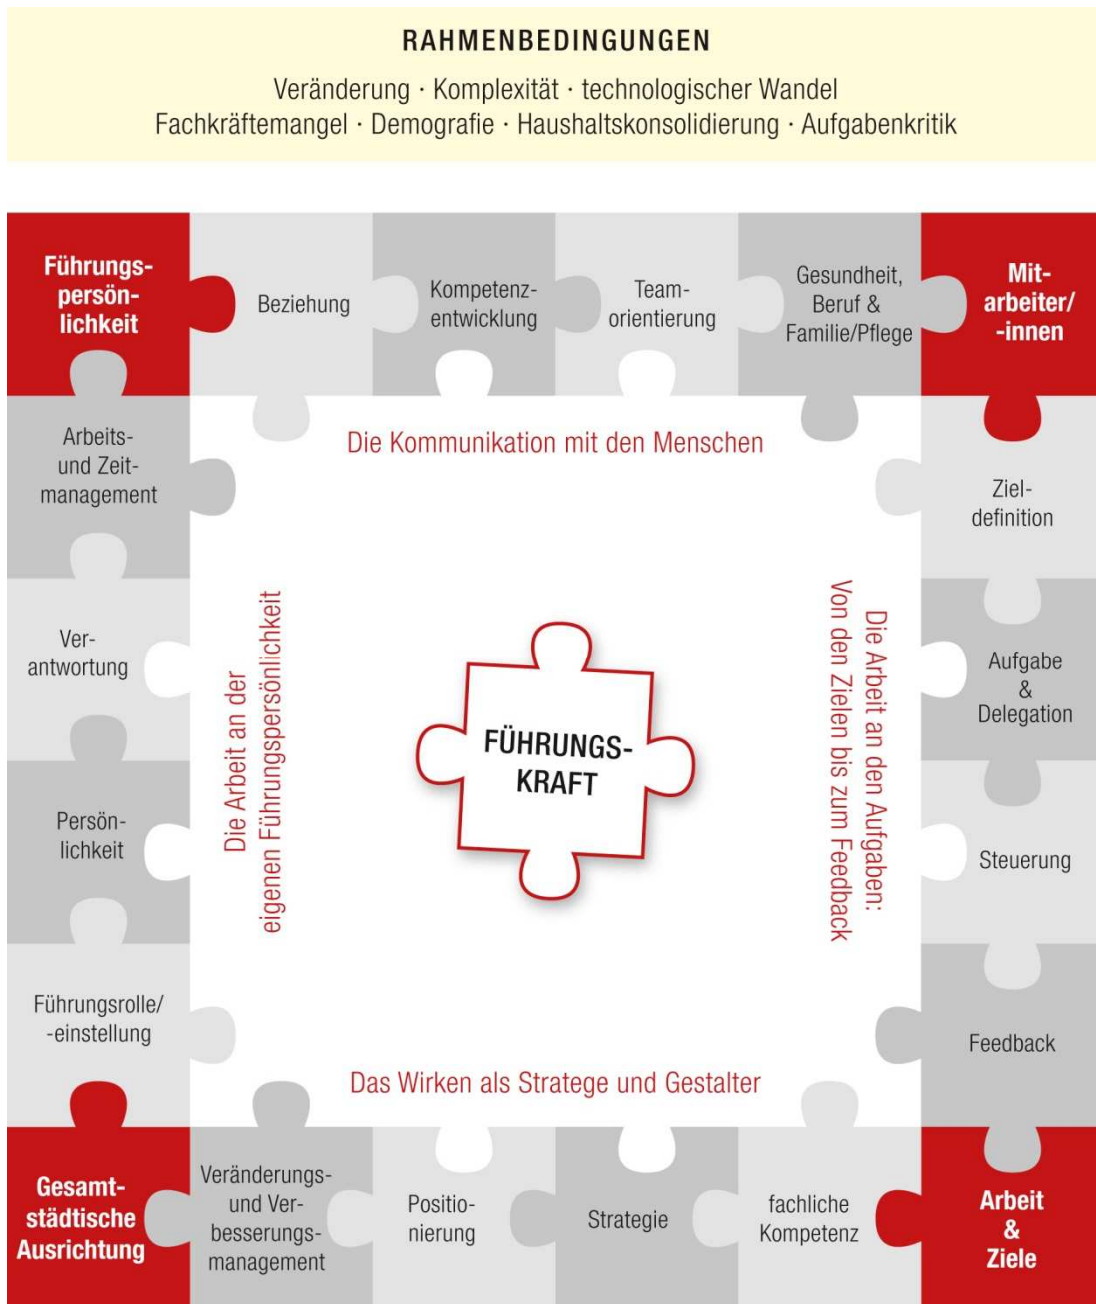 RAHMENBEDINGUNGEN
Veränderung · Komplexität · technologischer Wandel
Fachkräftemangel · Demografie · Haushaltskonsolidierung · Aufgabenkritik
Führungs-
persön-
lichkeit
Beziehung
Kompetenz-
entwicklung
Team-
orientierung
Gesundheit,
Beruf &
Familie/Pflege
Mit-
arbeiter/
-innen
Arbeits-
und Zeit-
management
Die Kommunikation mit den Menschen
Ziel-
definition
Ver-
antwortung
Die Arbeit an der
eigenen Führungspersönlichkeit
FÜHRUNGS-
KRAFT
Die Arbeit an den Aufgaben:
Von den Zielen bis zum Feedback
Aufgabe
&
Delegation
Persön-
lichkeit
Steuerung
Führungsrolle/
-einstellung
Feedback
Das Wirken als Stratege und Gestalter
Gesamt-
städtische
Ausrichtung
Veränderungs-
und Ver-
besserungs-
management
Positio-
nierung
Strategie
fachliche
Kompetenz
Arbeit
&
Ziele